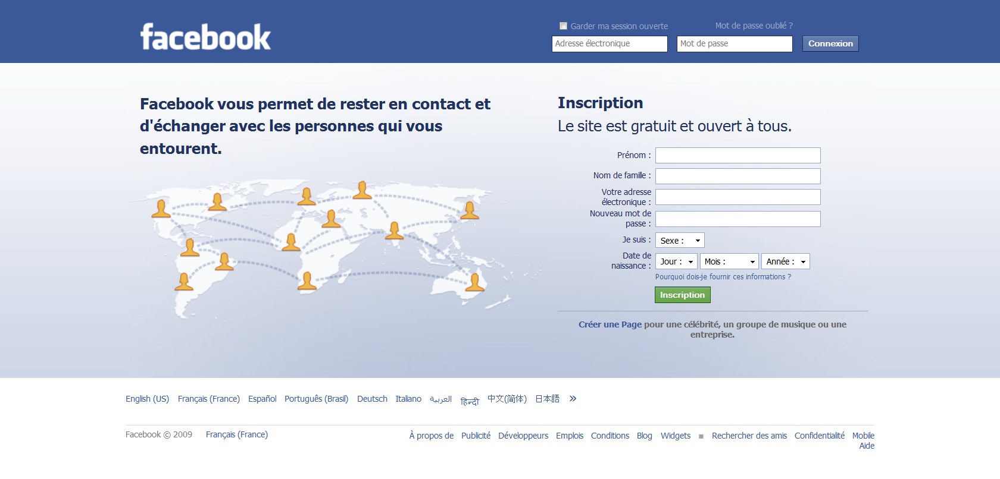 facebook
Garder ma session ouverte
Mot de passe oublié ?
Adresse électronique
Mot de passe
Connexion
Facebook vous permet de rester en contact et
d'échanger avec les personnes qui vous
entourent.
Inscription
Le site est gratuit et ouvert à tous.
Prénom :
Nom de famille :
Votre adresse
électronique :
Nouveau mot de
passe :
Je suis : Sexe :
Date de
naissance : Jour : Mois : Année :
Pourquoi dois-je fournir ces informations ?
Inscription
Créer une Page pour une célébrité, un groupe de musique ou une
entreprise.
English (US) Français (France) Español Português (Brasil) Deutsch Italiano العربية हिन्दी 中文(简体) 日本語 »
Facebook © 2009 Français (France) À propos de Publicité Développeurs Emplois Conditions Blog Widgets ■ Rechercher des amis Confidentialité Mobile
Aide